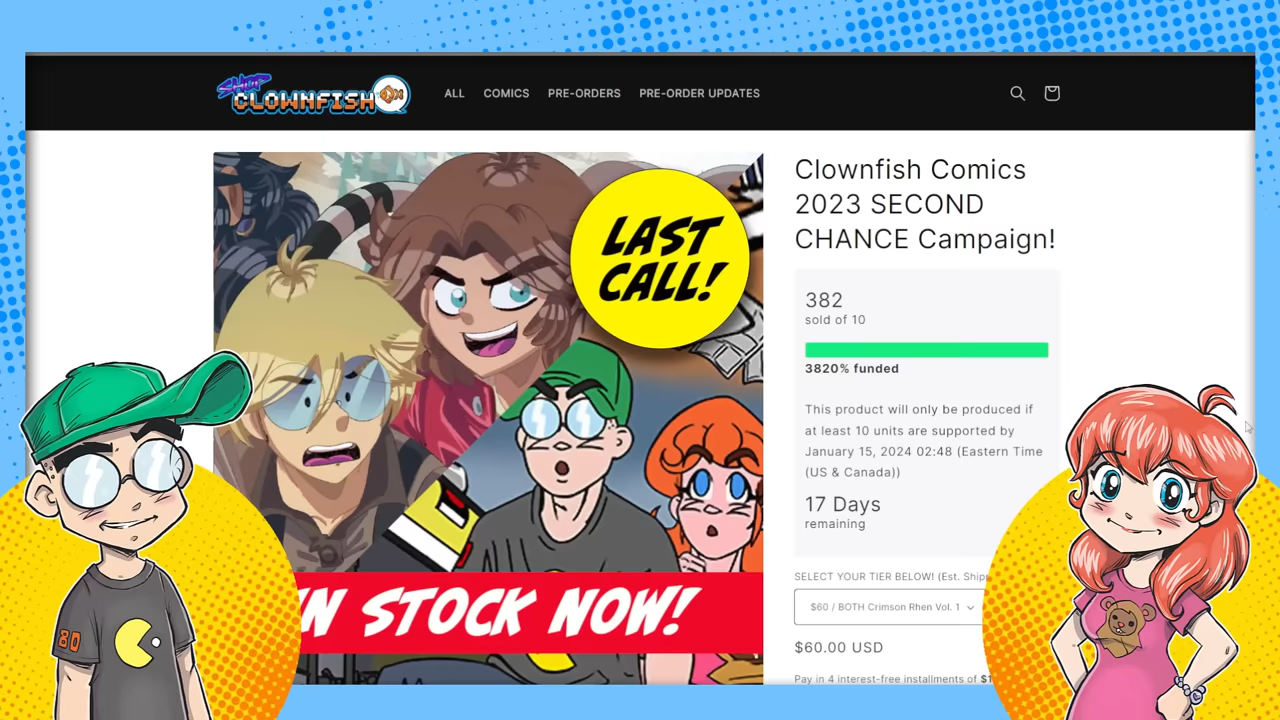 SHOP
CLOWNFISH
ALL
COMICS
PRE-ORDERS
PRE-ORDER UPDATES
LAST
CALL!
IN STOCK NOW!
Clownfish Comics
2023 SECOND
CHANCE Campaign!
382
sold of 10
3820% funded
This product will only be produced if
at least 10 units are supported by
January 15, 2024 02:48 (Eastern Time
(US & Canada))
17 Days
remaining
SELECT YOUR TIER BELOW! (Est. Shipp
$60 / BOTH Crimson Rhen Vol. 1
$60.00 USD
Pay in 4 interest-free installments of $1
80